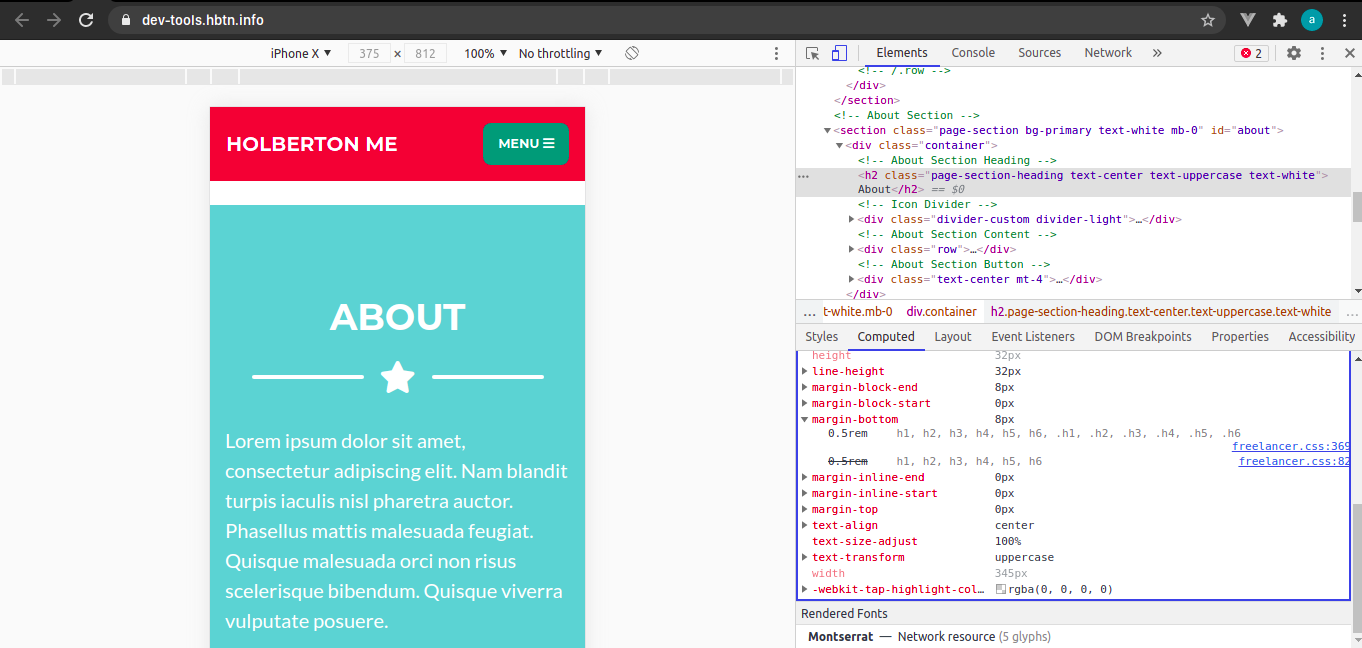 dev-tools.hbtn.info
a
iPhone X ▼ 375 × 812 100% ▼ No throttling ▼
Elements Console Sources Network » 2
<!-- /.row -->
</div>
</section>
<!-- About Section -->
▼<section class="page-section bg-primary text-white mb-0" id="about">
▼<div class="container">
<!-- About Section Heading -->
<h2 class="page-section-heading text-center text-uppercase text-white">
About</h2> == $0
<!-- Icon Divider -->
▶<div class="divider-custom divider-light">…</div>
<!-- About Section Content -->
▶<div class="row">…</div>
<!-- About Section Button -->
▶<div class="text-center mt-4">…</div>
</div>
... t-white.mb-0 div.container h2.page-section-heading.text-center.text-uppercase.text-white ...
Styles Computed Layout Event Listeners DOM Breakpoints Properties Accessibility
height 32px
line-height 32px
margin-block-end 8px
margin-block-start 0px
margin-bottom 8px
0.5rem h1, h2, h3, h4, h5, h6, .h1, .h2, .h3, .h4, .h5, .h6
freelancer.css:369
0.5rem h1, h2, h3, h4, h5, h6 freelancer.css:82
margin-inline-end 0px
margin-inline-start 0px
margin-top 0px
text-align center
text-size-adjust 100%
text-transform uppercase
width 345px
-webkit-tap-highlight-col… rgba(0, 0, 0, 0)
Rendered Fonts
Montserrat — Network resource (5 glyphs)
HOLBERTON ME
MENU
ABOUT
Lorem ipsum dolor sit amet,
consectetur adipiscing elit. Nam blandit
turpis iaculis nisl pharetra auctor.
Phasellus mattis malesuada feugiat.
Quisque malesuada orci non risus
scelerisque bibendum. Quisque viverra
vulputate posuere.